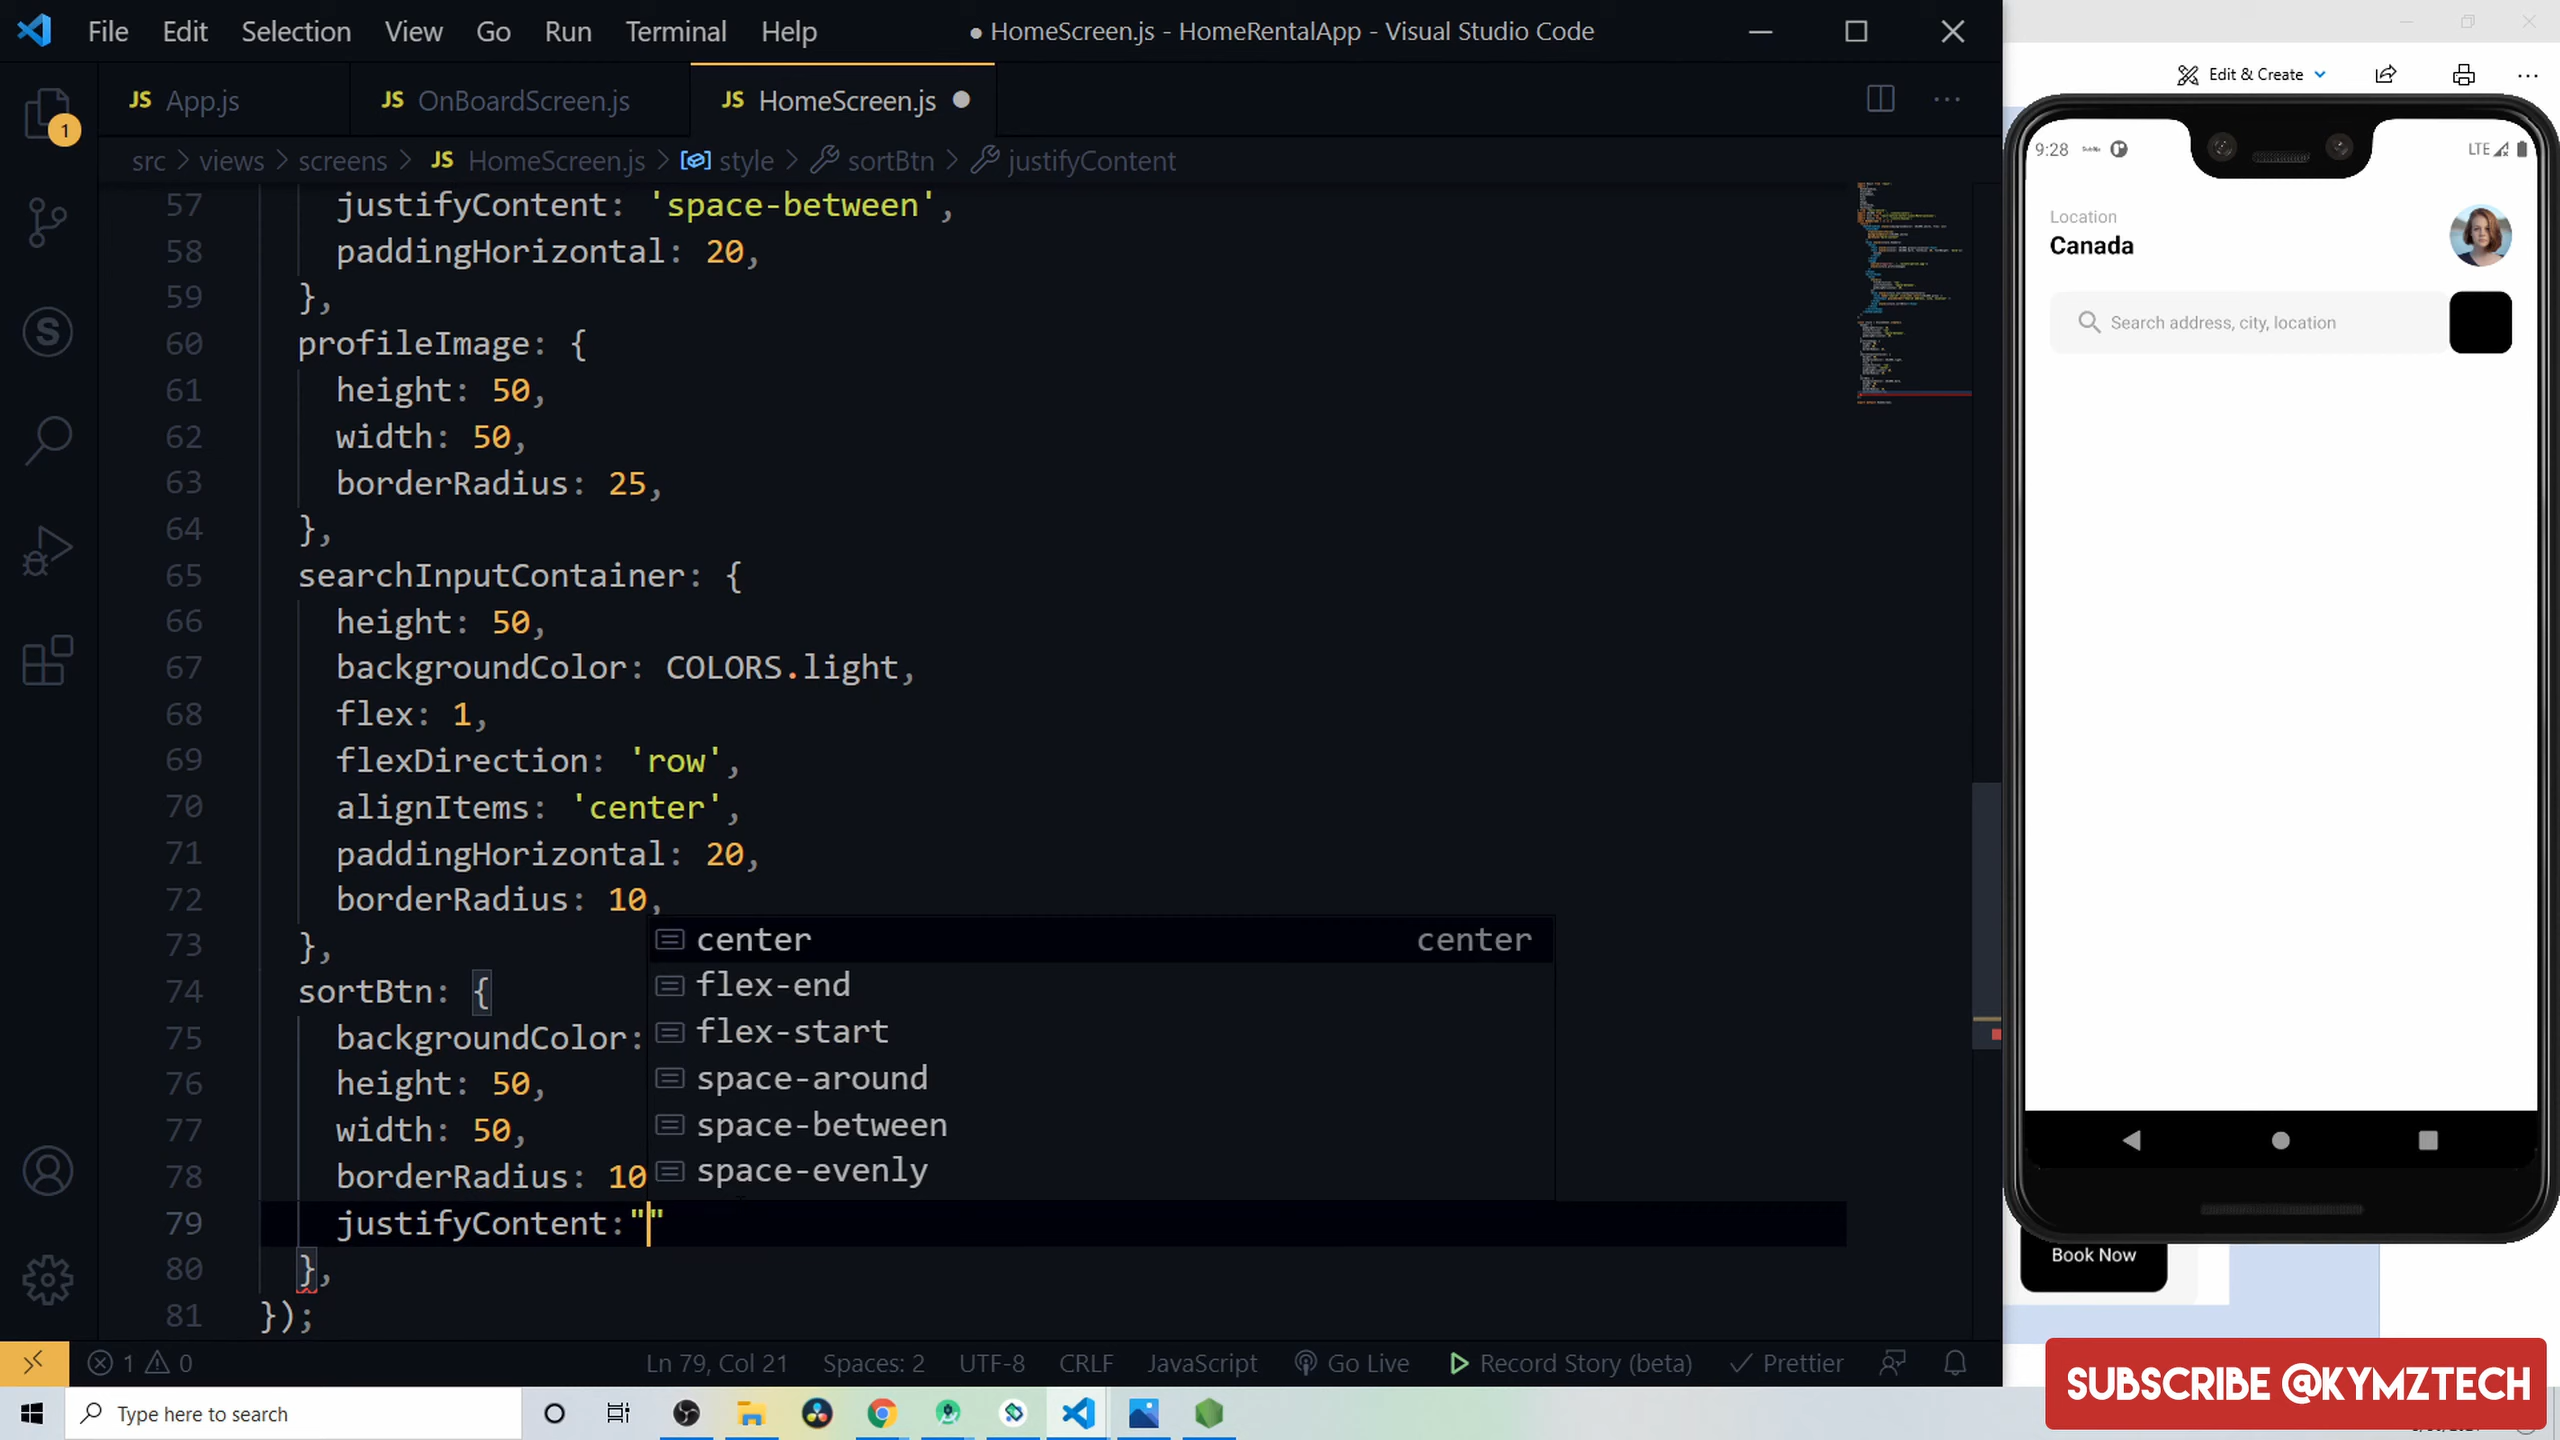 File Edit Selection View Go Run Terminal Help
● HomeScreen.js - HomeRentalApp - Visual Studio Code
JS App.js
JS OnBoardScreen.js
JS HomeScreen.js
src > views > screens > JS HomeScreen.js > style > sortBtn > justifyContent
57 justifyContent: 'space-between',
58 paddingHorizontal: 20,
59 },
60 profileImage: {
61 height: 50,
62 width: 50,
63 borderRadius: 25,
64 },
65 searchInputContainer: {
66 height: 50,
67 backgroundColor: COLORS.light,
68 flex: 1,
69 flexDirection: 'row',
70 alignItems: 'center',
71 paddingHorizontal: 20,
72 borderRadius: 10,
73 },
74 sortBtn: {
75 backgroundColor:
76 height: 50,
77 width: 50,
78 borderRadius: 10
79 justifyContent:""
80 },
81 });
center center
flex-end
flex-start
space-around
space-between
space-evenly
1
1 0
Ln 79, Col 21 Spaces: 2 UTF-8 CRLF JavaScript Go Live Record Story (beta) Prettier
Type here to search
Edit & Create
9:28
LTE
Location
Canada
Search address, city, location
Book Now
SUBSCRIBE @KYMZTECH